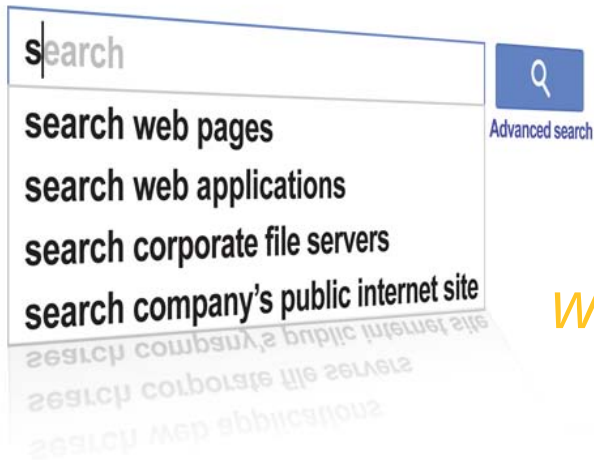 search
Advanced search
search web pages
search web applications
search corporate file servers
search company's public internet site
W